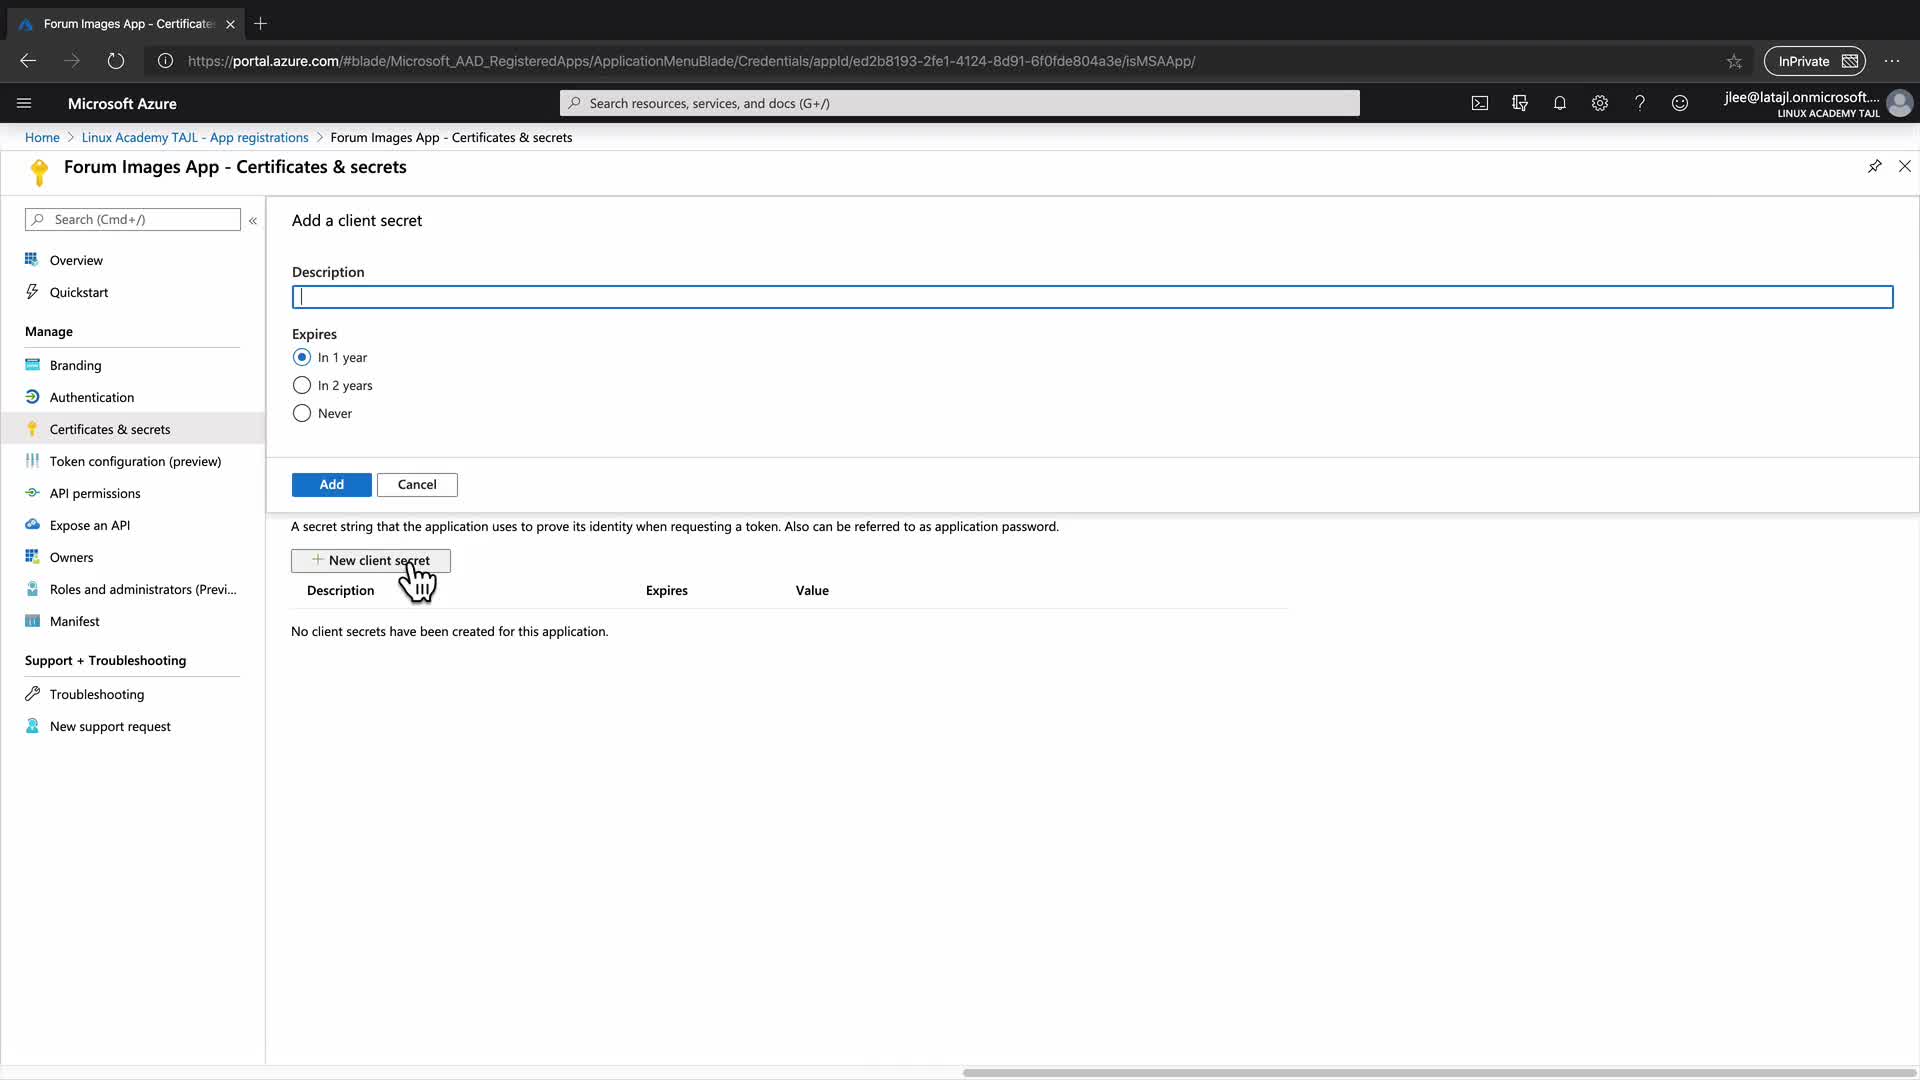 Forum Images App - Certificates
https://portal.azure.com/#blade/Microsoft_AAD_RegisteredApps/ApplicationMenuBlade/Credentials/appId/ed2b8193-2fe1-4124-8d91-6f0fde804a3e/isMSAApp/
InPrivate
Microsoft Azure
Search resources, services, and docs (G+/)
jlee@latajl.onmicrosoft....
LINUX ACADEMY TAJL
Home > Linux Academy TAJL - App registrations > Forum Images App - Certificates & secrets
Forum Images App - Certificates & secrets
Search (Cmd+/)
Overview
Quickstart
Manage
Branding
Authentication
Certificates & secrets
Token configuration (preview)
API permissions
Expose an API
Owners
Roles and administrators (Previ...
Manifest
Support + Troubleshooting
Troubleshooting
New support request
Add a client secret
Description
Expires
In 1 year
In 2 years
Never
Add Cancel
A secret string that the application uses to prove its identity when requesting a token. Also can be referred to as application password.
+ New client secret
Description Expires Value
No client secrets have been created for this application.